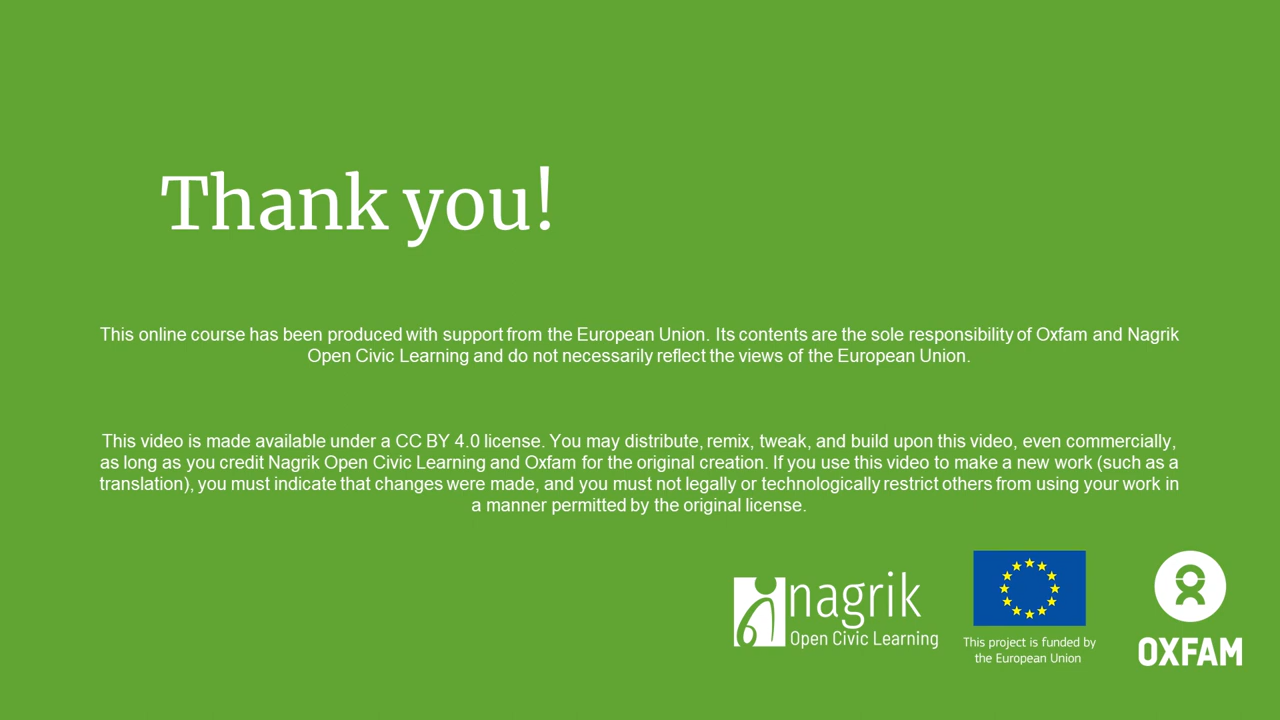 Thank you!
This online course has been produced with support from the European Union. Its contents are the sole responsibility of Oxfam and Nagrik
Open Civic Learning and do not necessarily reflect the views of the European Union.
This video is made available under a CC BY 4.0 license. You may distribute, remix, tweak, and build upon this video, even commercially,
as long as you credit Nagrik Open Civic Learning and Oxfam for the original creation. If you use this video to make a new work (such as a
translation), you must indicate that changes were made, and you must not legally or technologically restrict others from using your work in
a manner permitted by the original license.
nagrik
Open Civic Learning
This project is funded by
the European Union
OXFAM